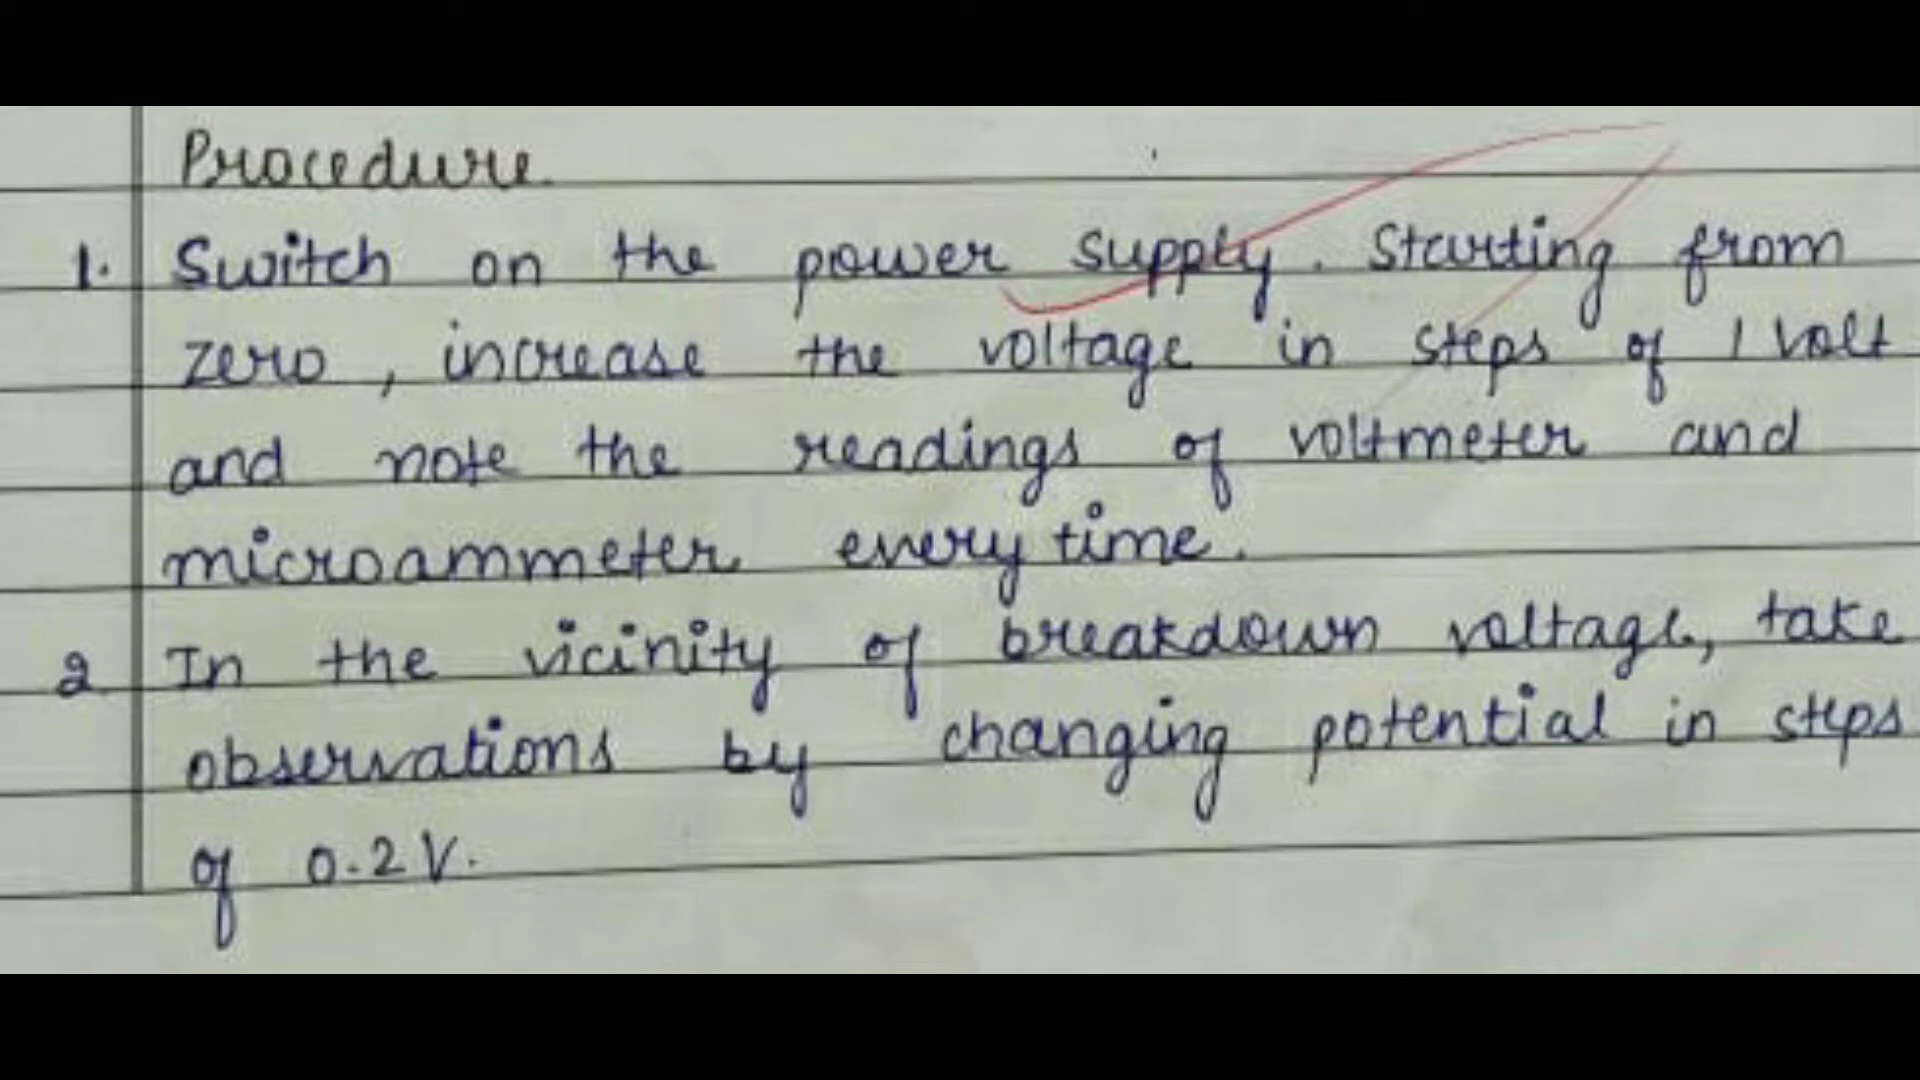 Procedure.
1. Switch on the power supply. Starting from
zero, increase the voltage in steps of 1 volt
and note the readings of voltmeter and
microammeter every time.
2 In the vicinity of breakdown voltage, take
observations by changing potential in steps
of 0.2 V.